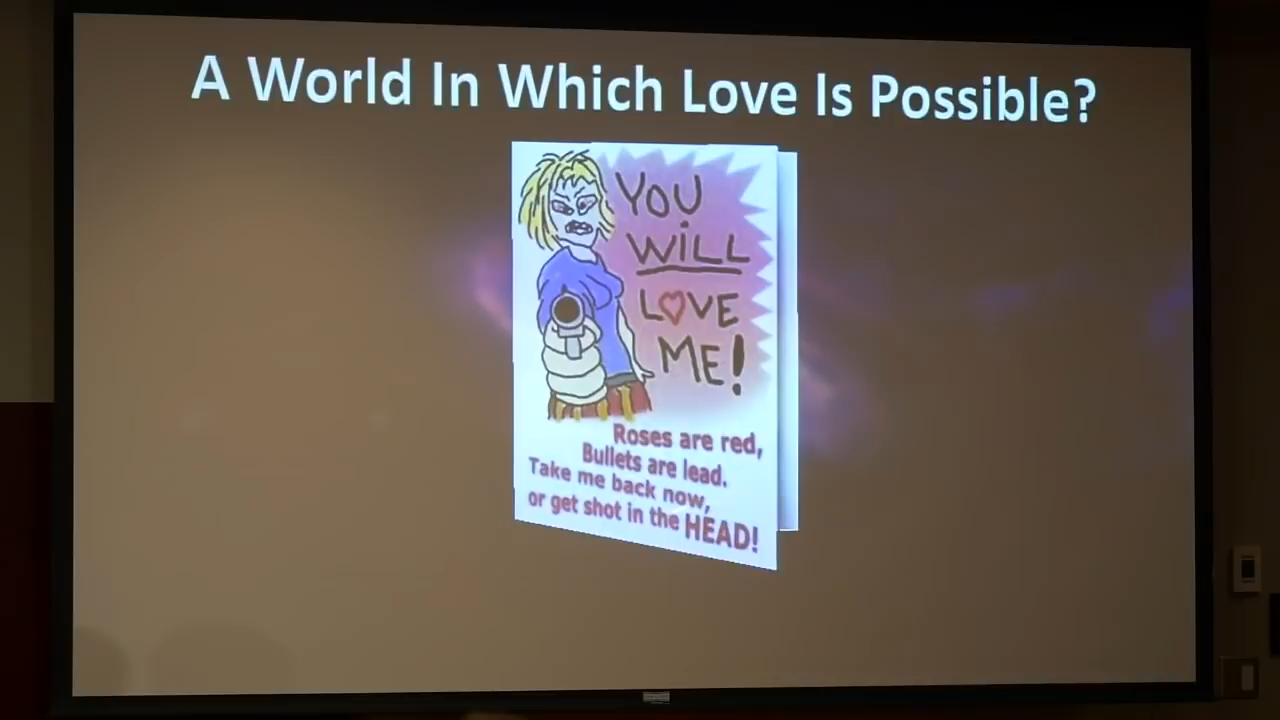 A World In Which Love Is Possible?
YOU
WiLL
LOVE
ME!
Roses are red,
Bullets are lead.
Take me back now,
or get shot in the HEAD!